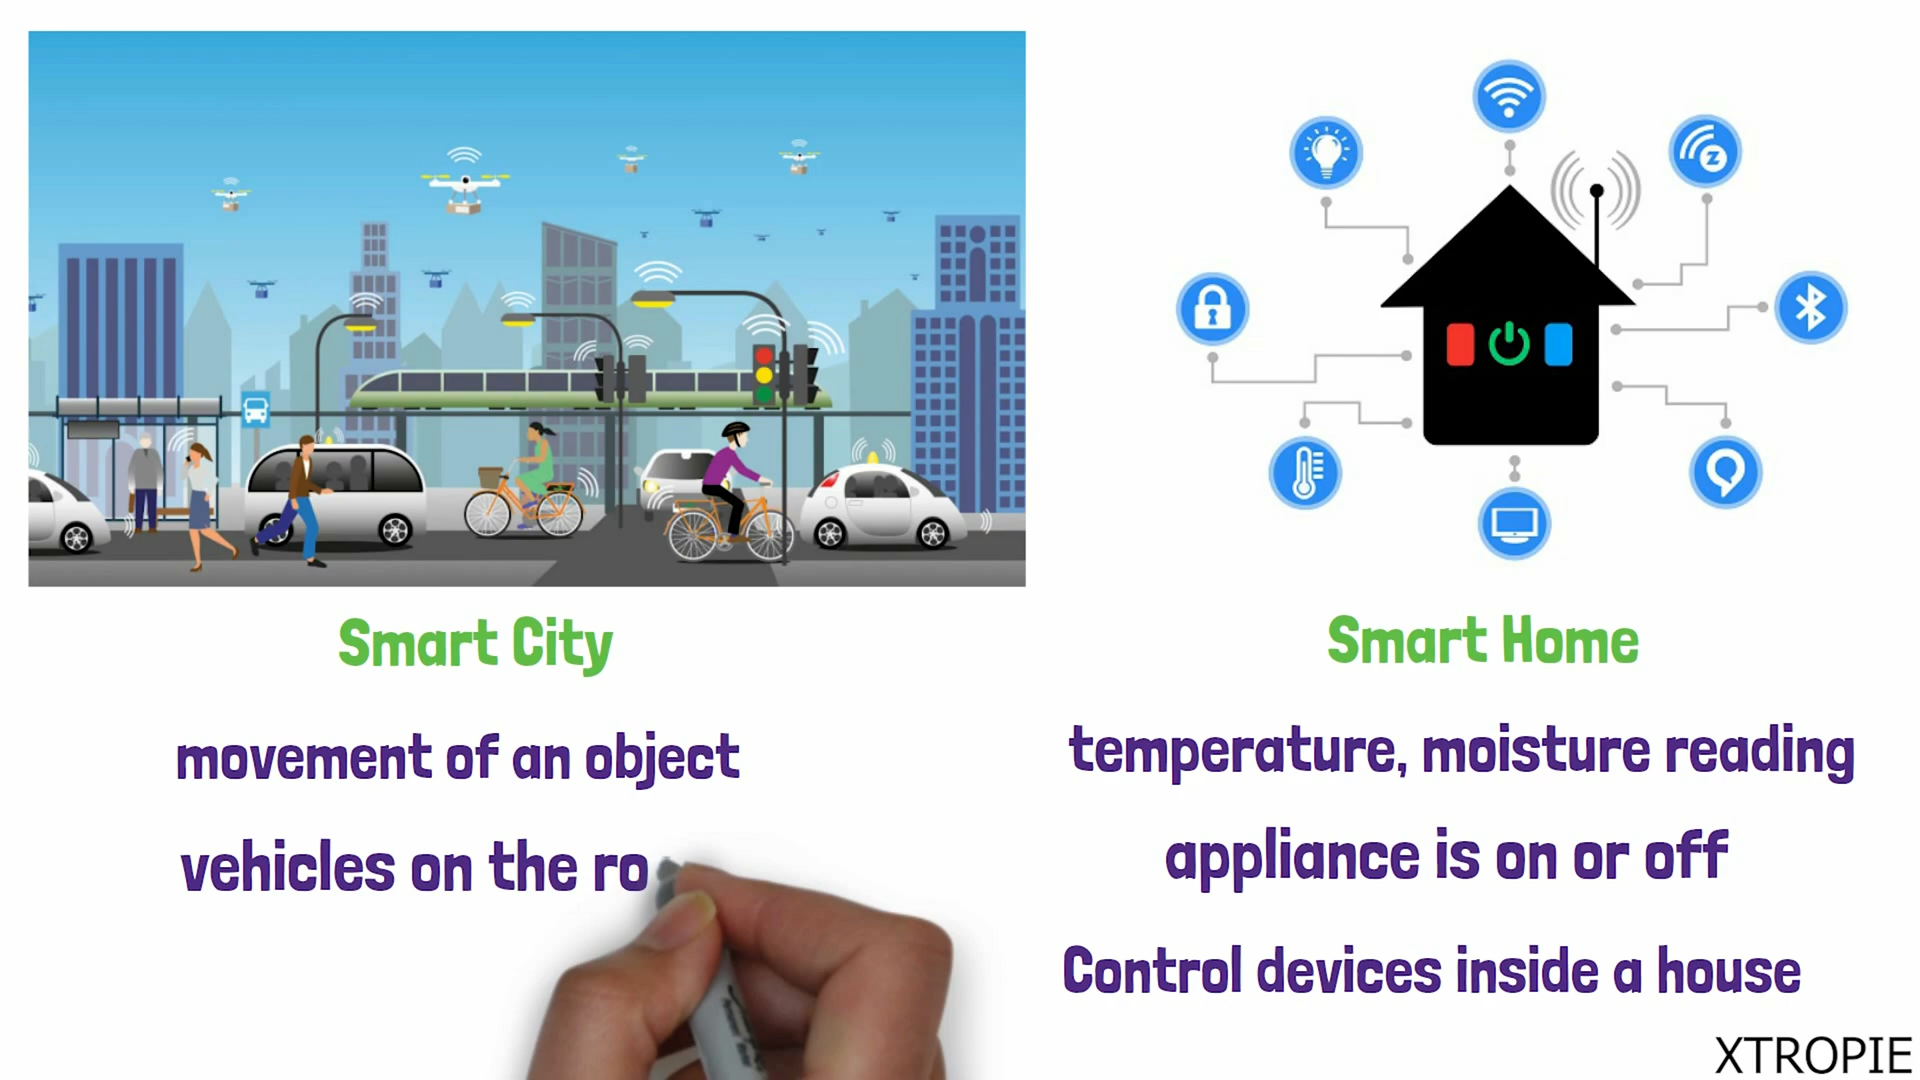 Smart City
movement of an object
vehicles on the ro
Smart Home
temperature, moisture reading
appliance is on or off
Control devices inside a house
XTROPIE